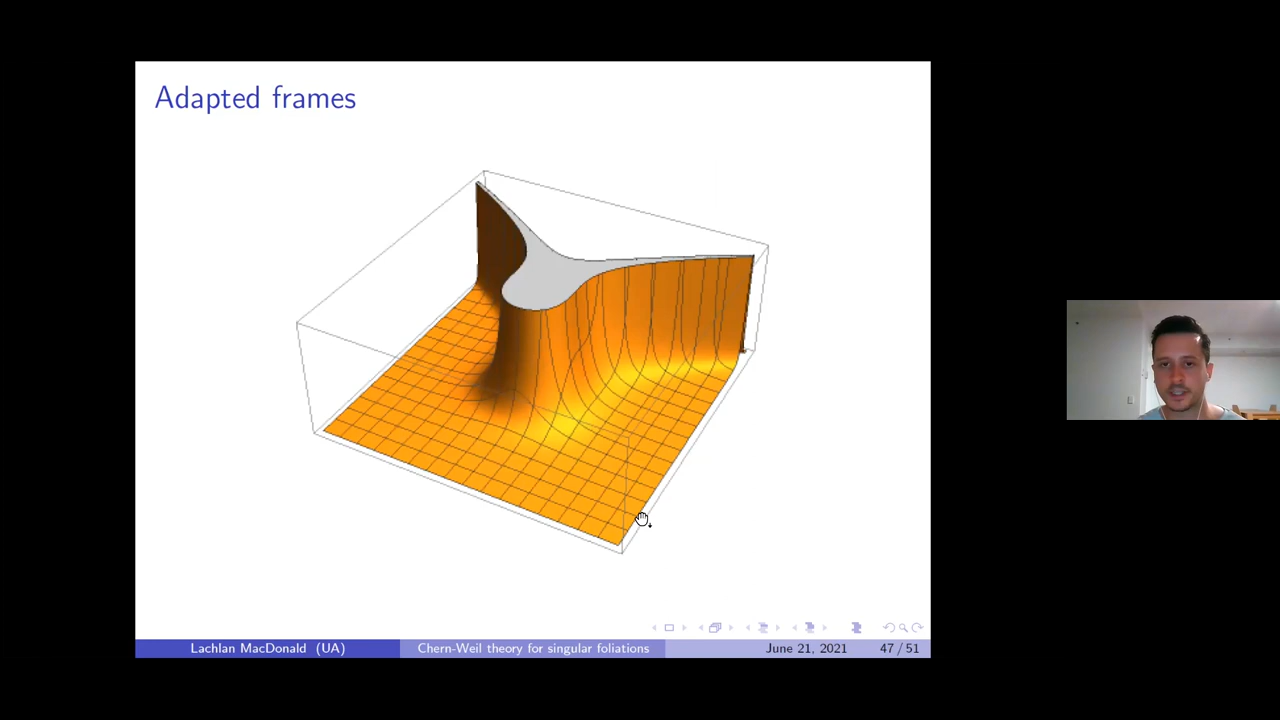 Adapted frames
Lachlan MacDonald (UA)
Chern-Weil theory for singular foliations
June 21, 2021
47 / 51